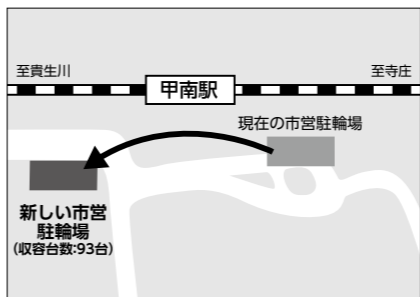 至貴生川
至寺庄
甲南駅
現在の市営駐輪場
新しい市営
駐輪場
(収容台数:93台)